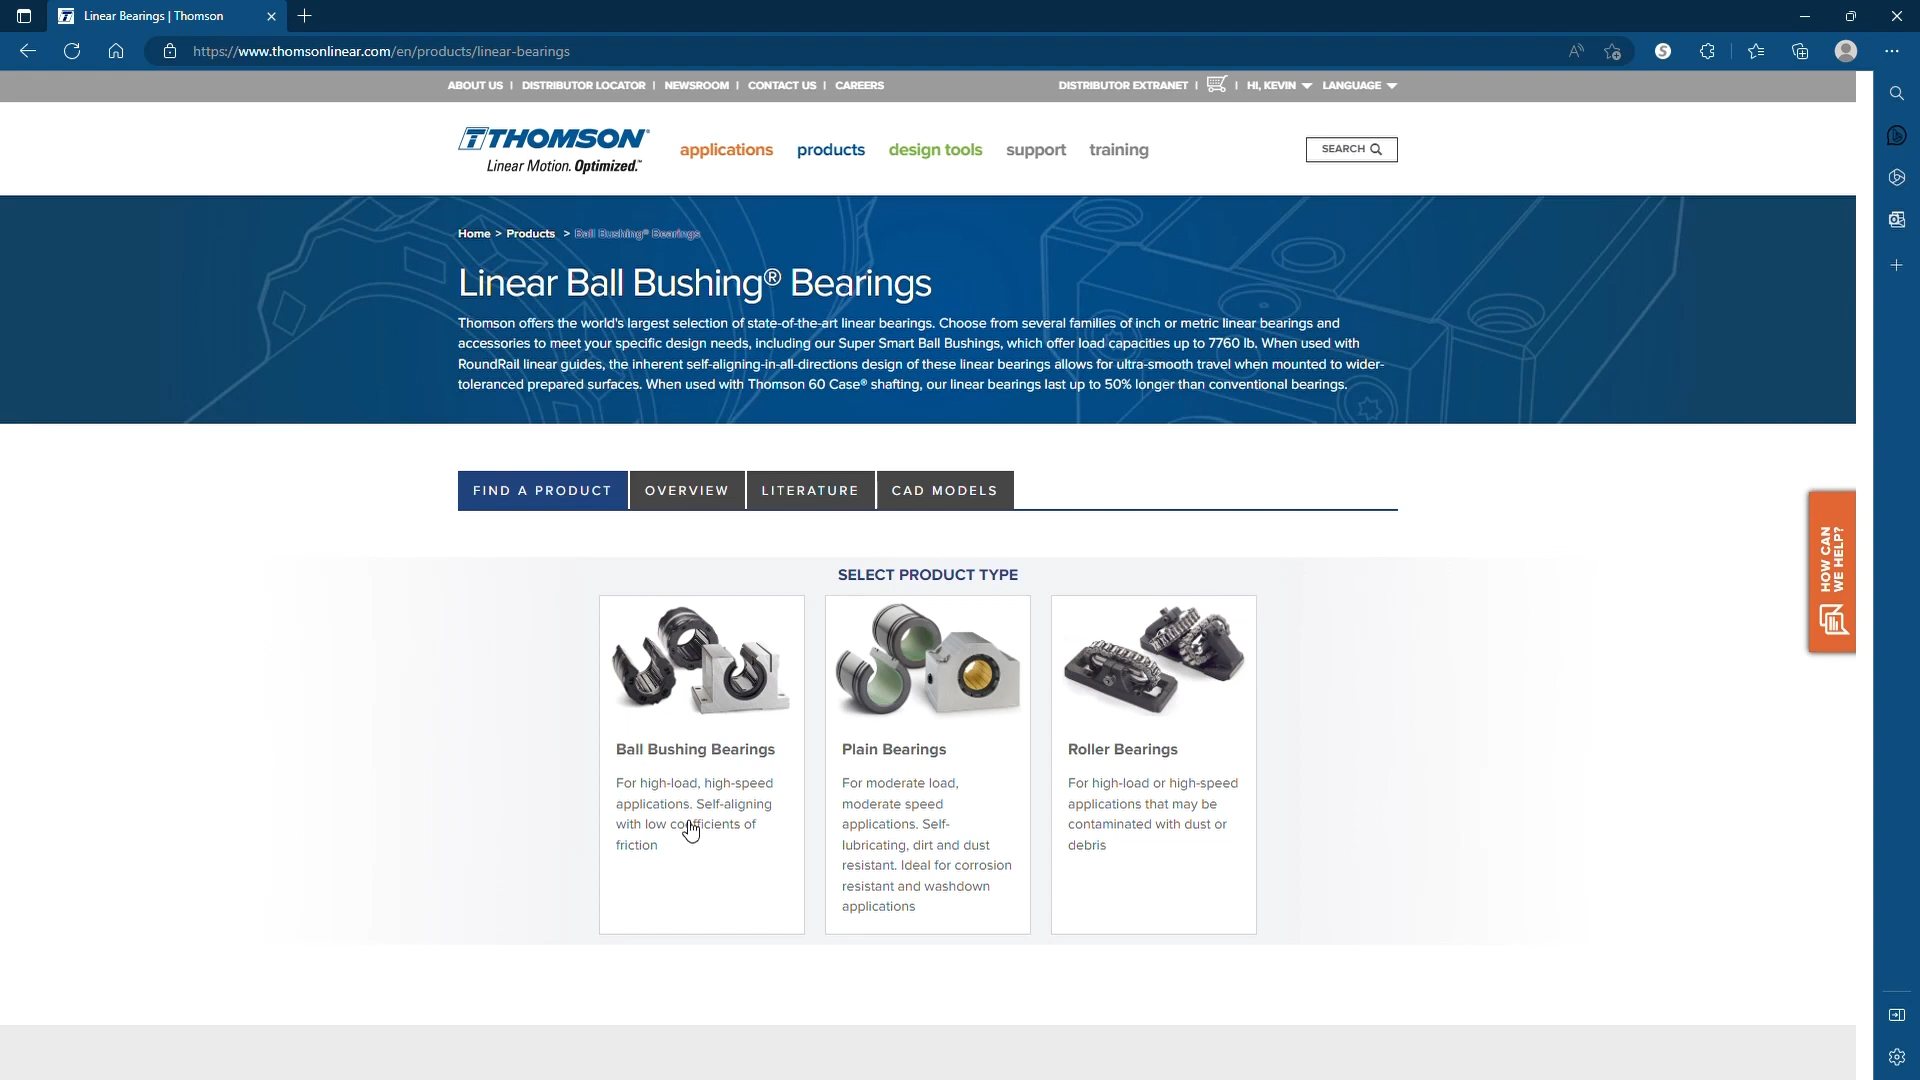 Linear Bearings | Thomson
https://www.thomsonlinear.com/en/products/linear-bearings
ABOUT US | DISTRIBUTOR LOCATOR | NEWSROOM | CONTACT US | CAREERS
DISTRIBUTOR EXTRANET | | HI, KEVIN LANGUAGE
THOMSON®
Linear Motion. Optimized.™
applications products design tools support training
SEARCH
Home > Products > Ball Bushing® Bearings
Linear Ball Bushing® Bearings
Thomson offers the world's largest selection of state-of-the-art linear bearings. Choose from several families of inch or metric linear bearings and
accessories to meet your specific design needs, including our Super Smart Ball Bushings, which offer load capacities up to 7760 lb. When used with
RoundRail linear guides, the inherent self-aligning-in-all-directions design of these linear bearings allows for ultra-smooth travel when mounted to wider-
toleranced prepared surfaces. When used with Thomson 60 Case® shafting, our linear bearings last up to 50% longer than conventional bearings.
FIND A PRODUCT OVERVIEW LITERATURE CAD MODELS
HOW CAN
WE HELP?
SELECT PRODUCT TYPE
Ball Bushing Bearings
For high-load, high-speed
applications. Self-aligning
with low coefficients of
friction
Plain Bearings
For moderate load,
moderate speed
applications. Self-
lubricating, dirt and dust
resistant. Ideal for corrosion
resistant and washdown
applications
Roller Bearings
For high-load or high-speed
applications that may be
contaminated with dust or
debris